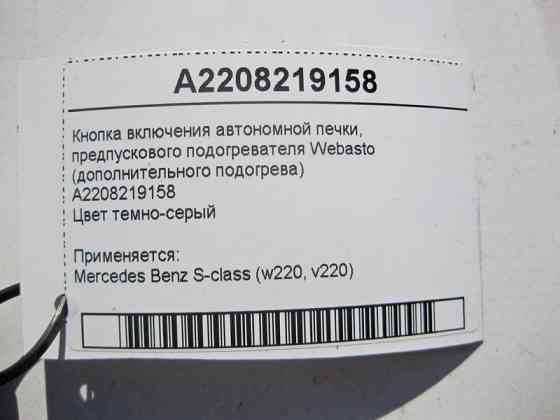 A2208219158
Кнопка включения автономной печки,
предпускового подогревателя Webasto
(дополнительного подогрева)
A2208219158
Цвет темно-серый
Применяется:
Mercedes Benz S-class (w220, v220)